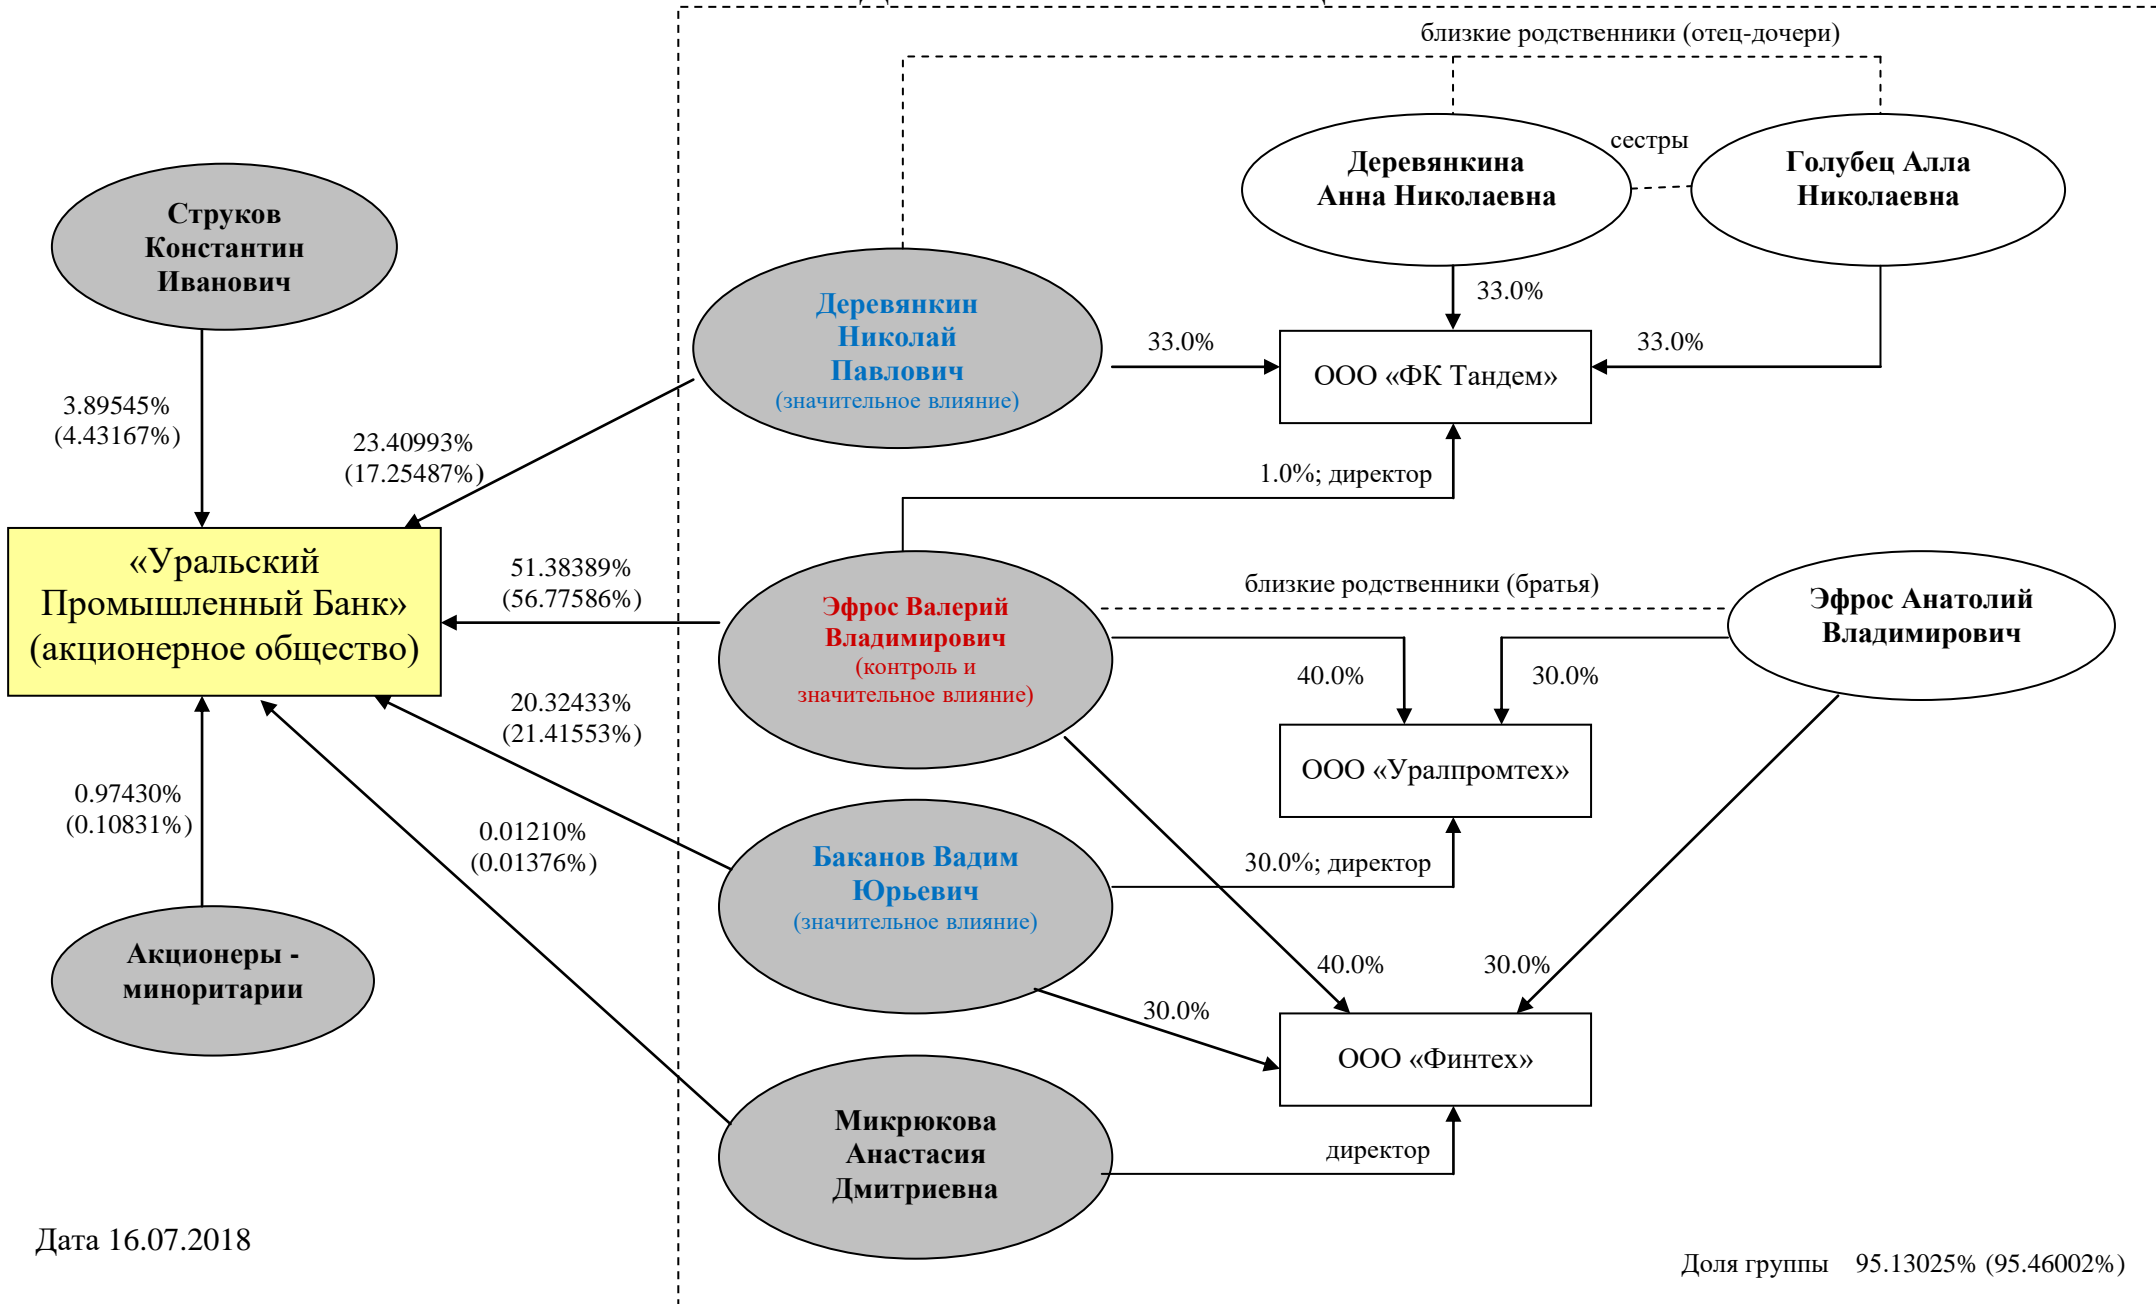 близкие родственники (отец-дочери)
сестры
Деревянкина
Анна Николаевна
Голубец Алла
Николаевна
Струков
Константин
Иванович
33.0%
Деревянкин
Николай
Павлович
(значительное влияние)
33.0%
33.0%
ООО «ФК Тандем»
3.89545%
(4.43167%)
23.40993%
(17.25487%)
1.0%; директор
«Уральский
Промышленный Банк»
(акционерное общество)
51.38389%
(56.77586%)
близкие родственники (братья)
Эфрос Валерий
Владимирович
(контроль и
значительное влияние)
Эфрос Анатолий
Владимирович
40.0%
30.0%
20.32433%
(21.41553%)
ООО «Уралпромтех»
0.97430%
(0.10831%)
0.01210%
(0.01376%)
Баканов Вадим
Юрьевич
(значительное влияние)
30.0%; директор
Акционеры -
миноритарии
40.0%
30.0%
30.0%
ООО «Финтех»
Микрюкова
Анастасия
Дмитриевна
директор
Дата 16.07.2018
Доля группы 95.13025% (95.46002%)